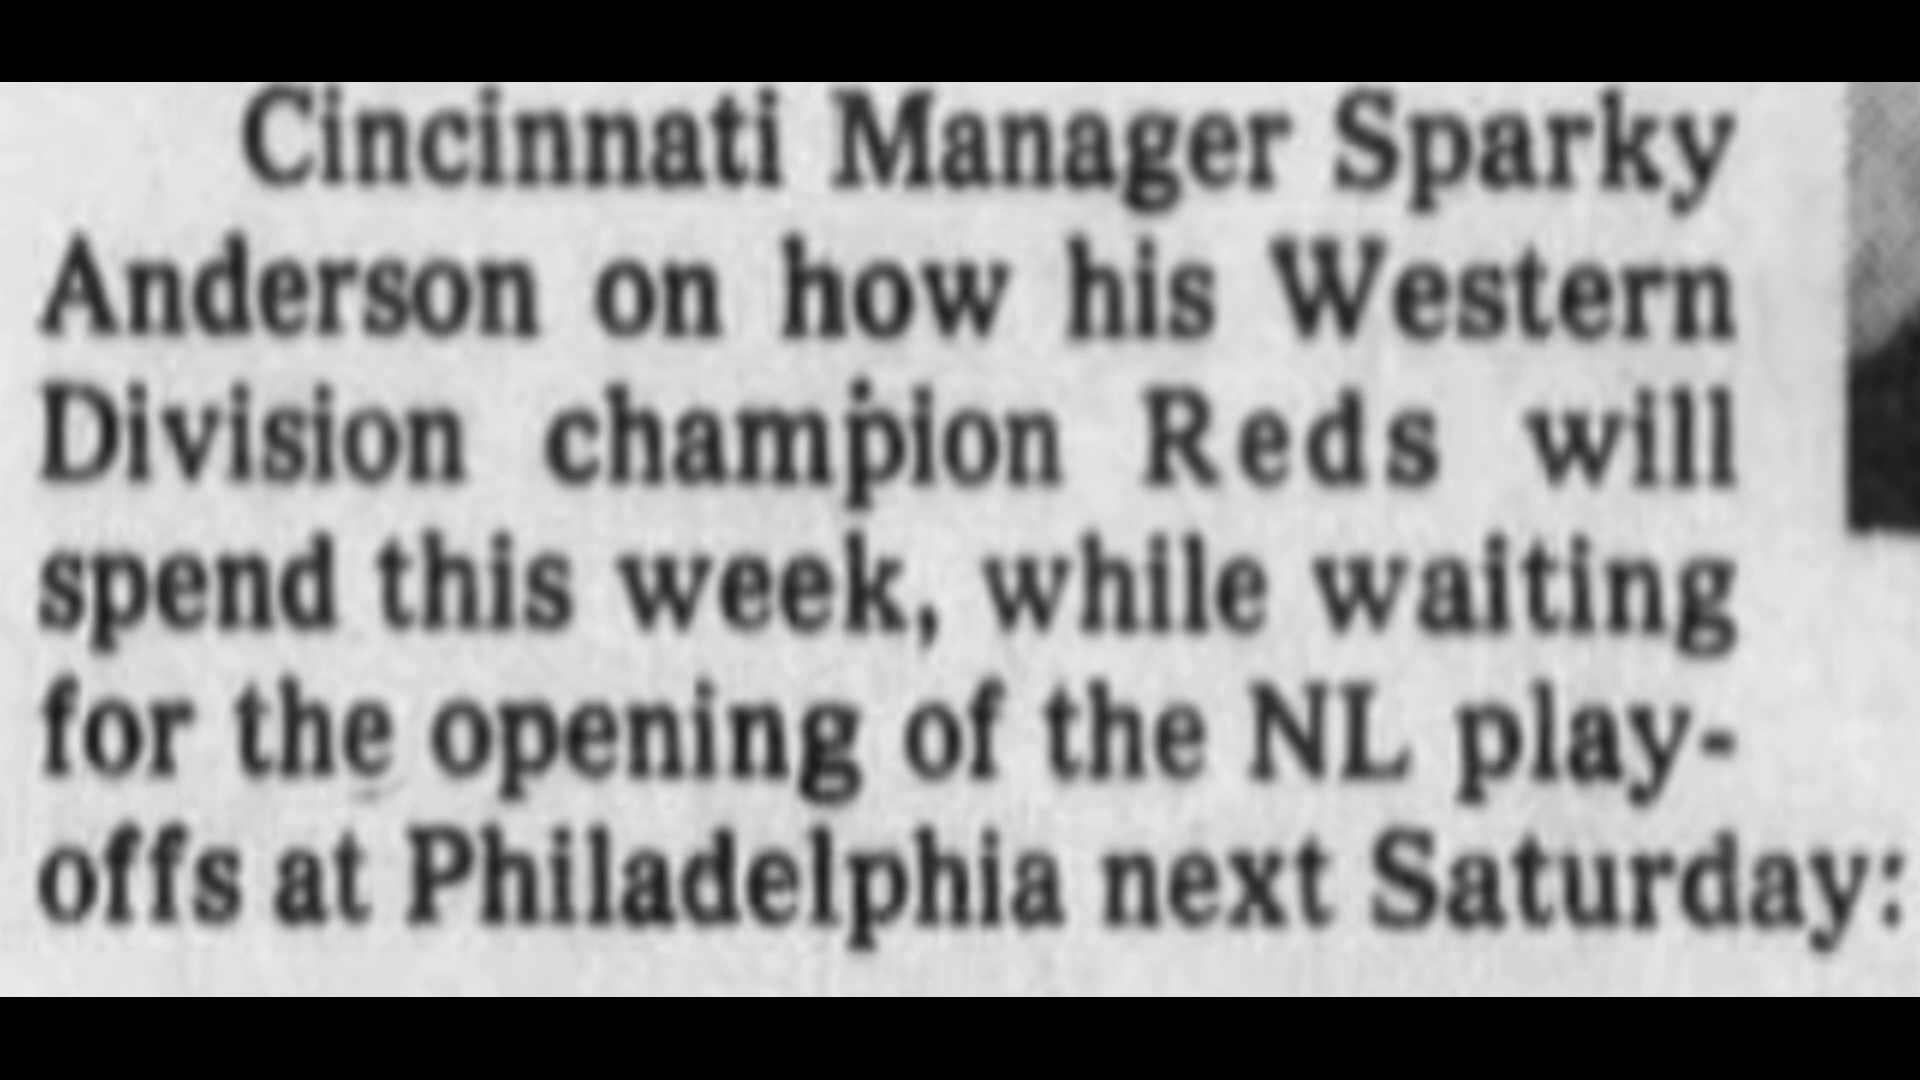 Cincinnati Manager Sparky
Anderson on how his Western
Division champion Reds will
spend this week, while waiting
for the opening of the NL play-
offs at Philadelphia next Saturday: